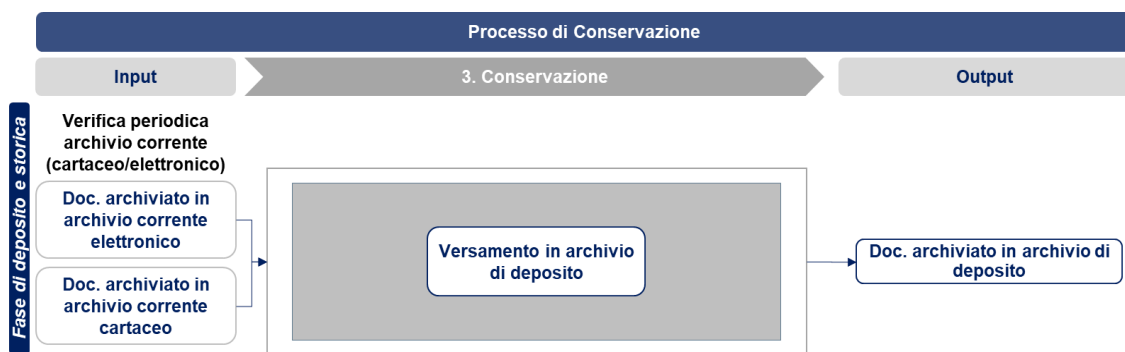 Processo di Conservazione
Input
3. Conservazione
Output
Fase di deposito e storica
Verifica periodica
archivio corrente
(cartaceo/elettronico)
Doc. archiviato in
archivio corrente
elettronico
Doc. archiviato in
archivio corrente
cartaceo
Versamento in archivio
di deposito
Doc. archiviato in archivio di
deposito